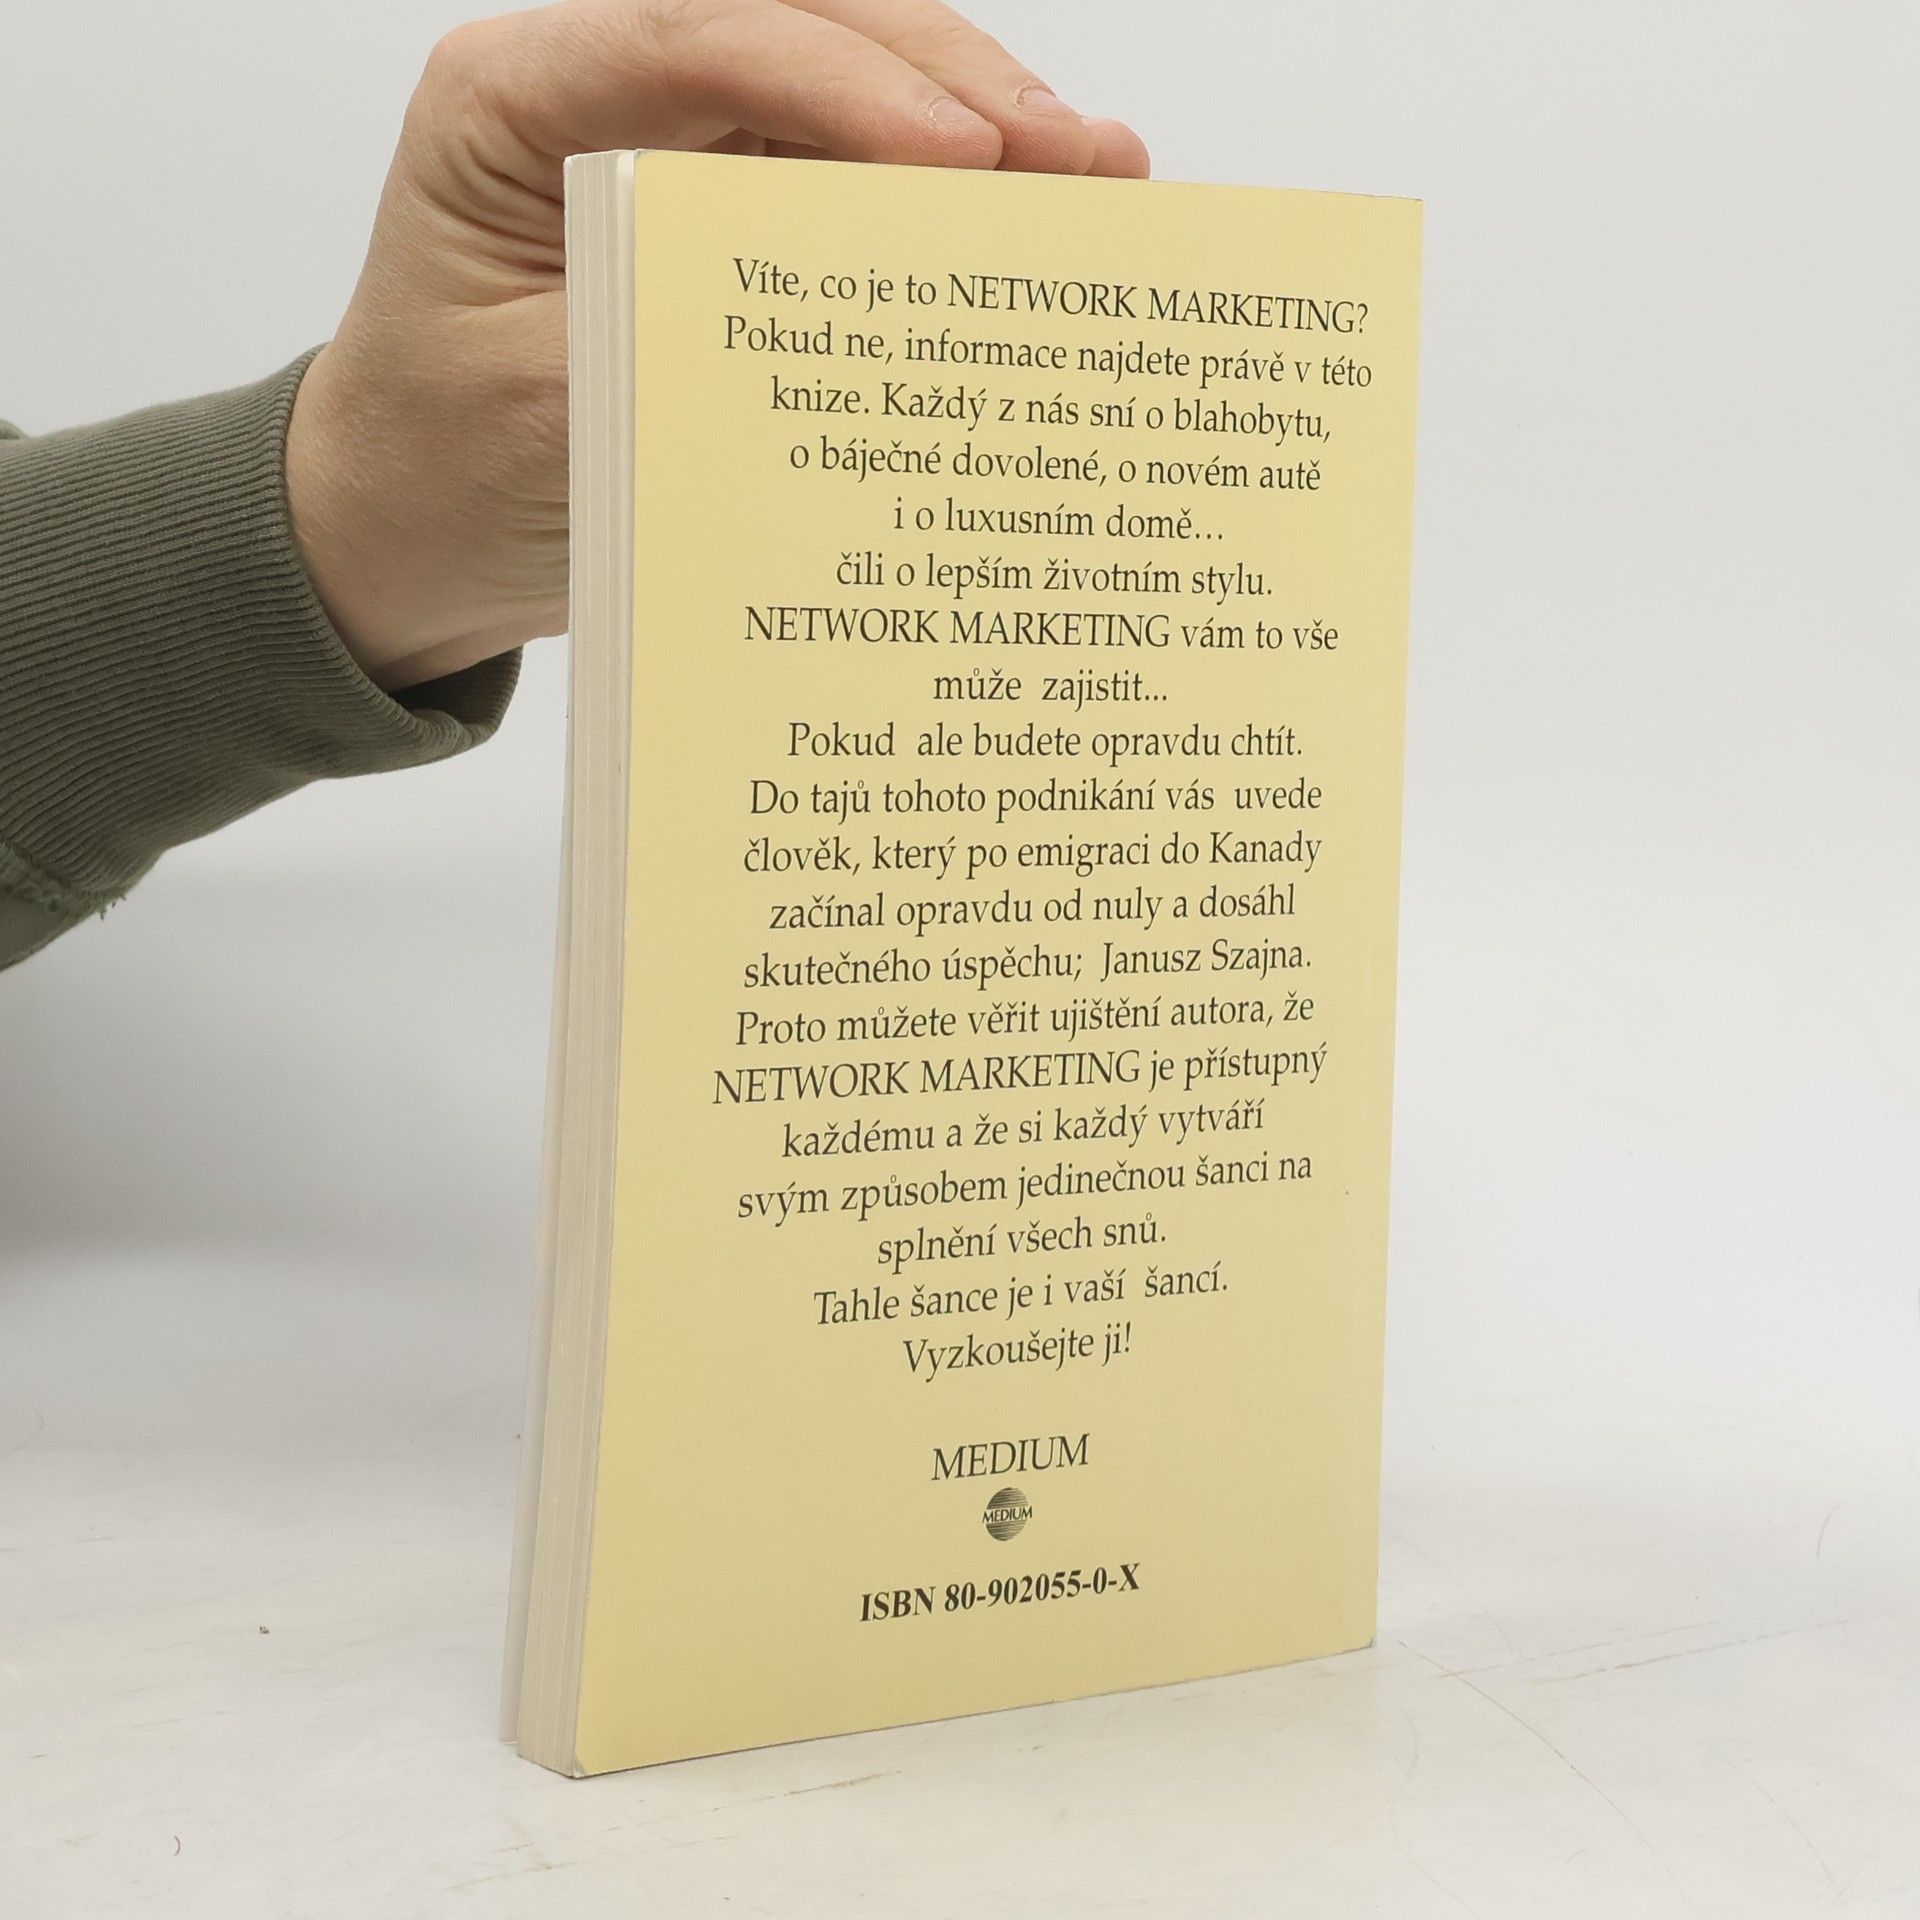 Víte, co je to NETWORK MARKETING?
Pokud ne, informace najdete právě v této
knize. Každý z nás sní o blahobytu,
o báječné dovolené, o novém autě
i o luxusním domě...
čili o lepším životním stylu.
NETWORK MARKETING vám to vše
může zajistit...
Pokud ale budete opravdu chtít.
Do tajů tohoto podnikání vás uvede
člověk, který po emigraci do Kanady
začínal opravdu od nuly a dosáhl
skutečného úspěchu; Janusz Szajna.
Proto můžete věřit ujištění autora, že
NETWORK MARKETING je přístupný
každému a že si každý vytváří
svým způsobem jedinečnou šanci na
splnění všech snů.
Tahle šance je i vaší šancí.
Vyzkoušejte ji!
MEDIUM
MEDIUM
ISBN 80-902055-0-X